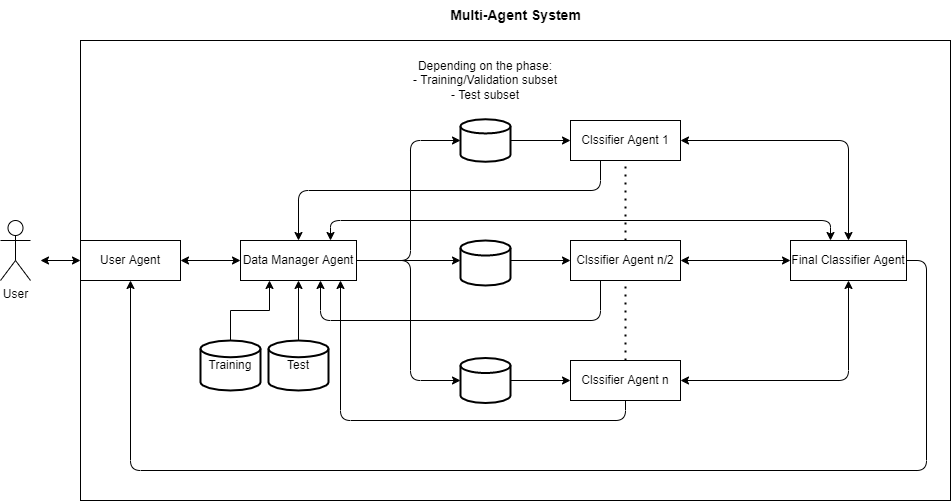 Multi-Agent System
Depending on the phase:
- Training/Validation subset
- Test subset
Clssifier Agent 1
User Agent
Data Manager Agent
Clssifier Agent n/2
Final Classifier Agent
User
Training
Test
Clssifier Agent n